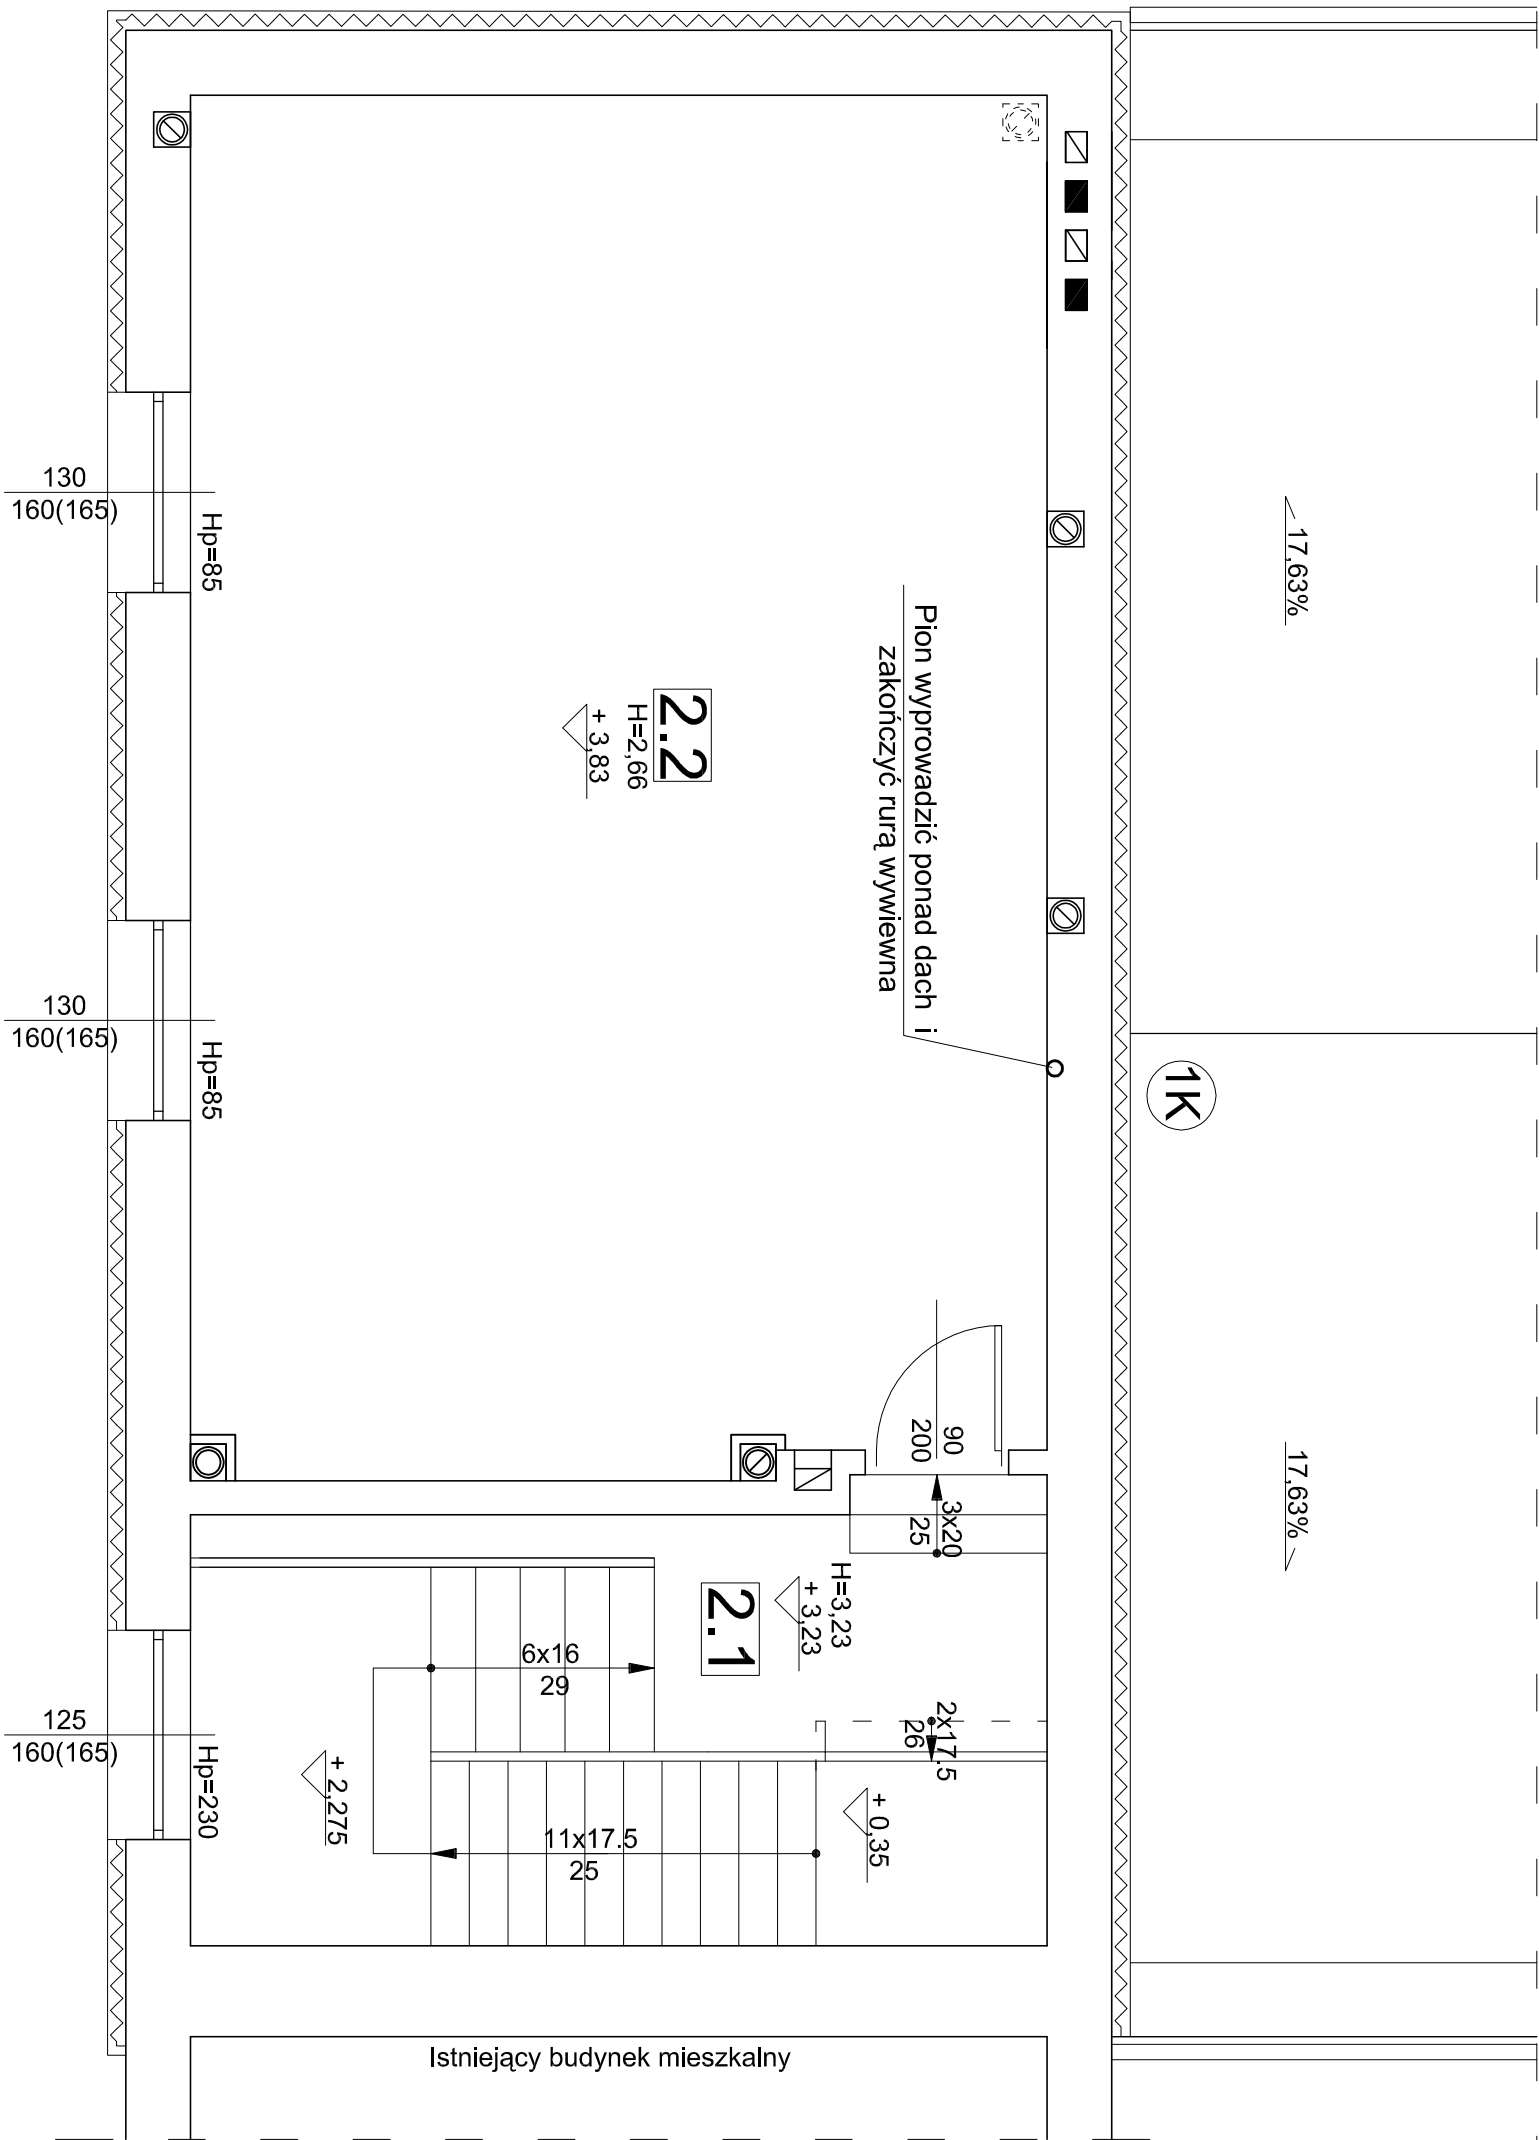 17,63%
17,63%
1K
Pion wyprowadzić ponad dach i
zakończyć rurą wywiewna
2.2
H=2,66
+ 3,83
130
160(165)
Hp=85
130
160(165)
Hp=85
90
200
3x20
25
H=3,23
+ 3,23
2.1
6x16
29
2x17.5
26
+ 0,35
11x17.5
25
+ 2,275
125
160(165)
Hp=230
Istniejący budynek mieszkalny